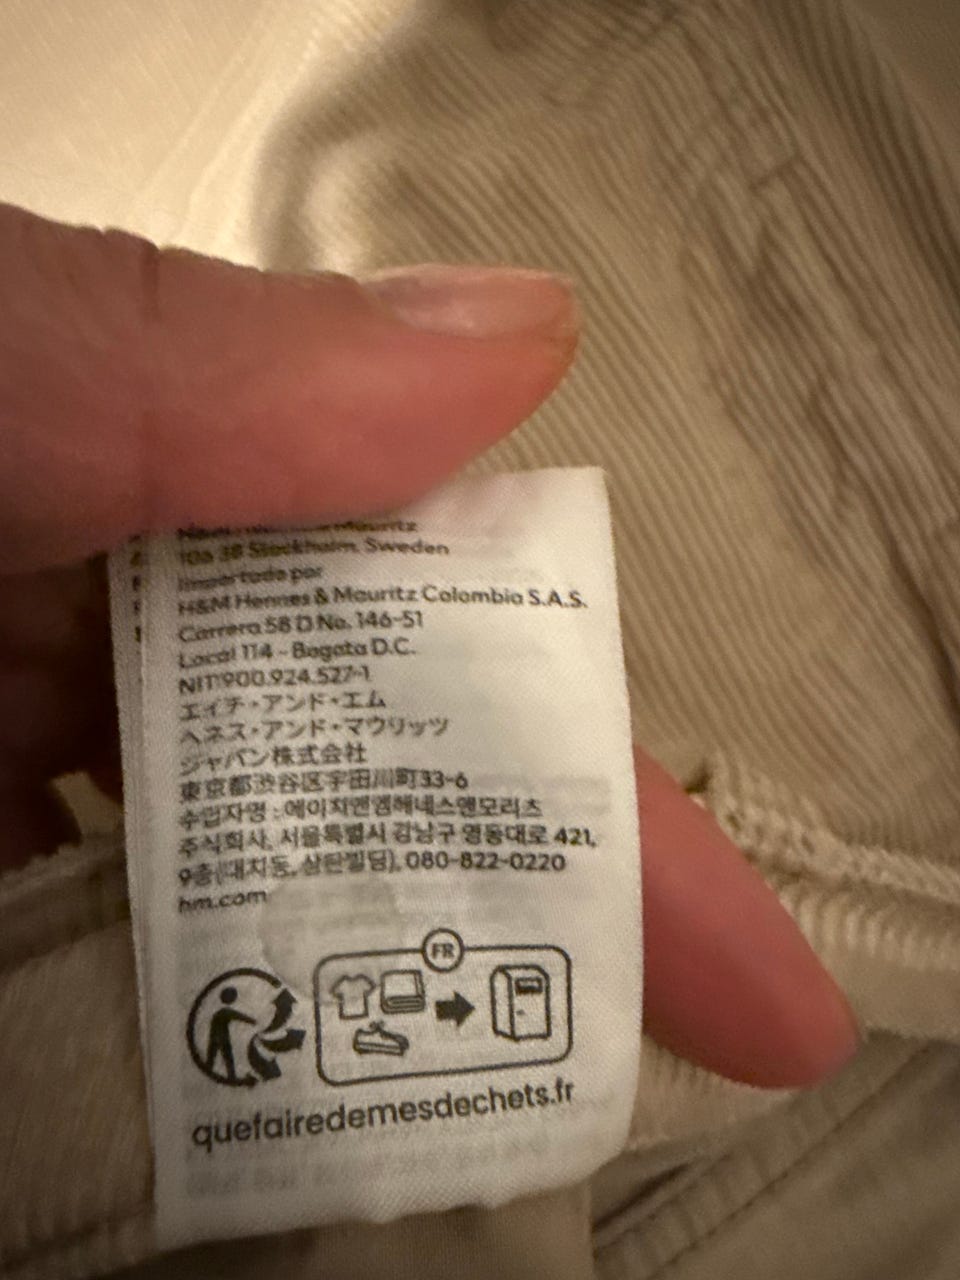 Mauritz
106 38 Stockholm, Sweden
Importado por
H&M Hennes & Mauritz Colombia S.A.S.
Carrera 58 D No. 146-51
Local 114 - Bogota D.C.
NIT 900.924.527-1
エイチ・アンド・エム
ヘネス・アンド・マウリッツ
ジャパン株式会社
東京都渋谷区宇田川町33-6
수입자명 : 에이치앤엠헤네스앤모리츠
주식회사, 서울특별시 강남구 영동대로 421,
9층(대치동, 삼탄빌딩), 080-822-0220
hm.com
FR
quefairedemesdechets.fr